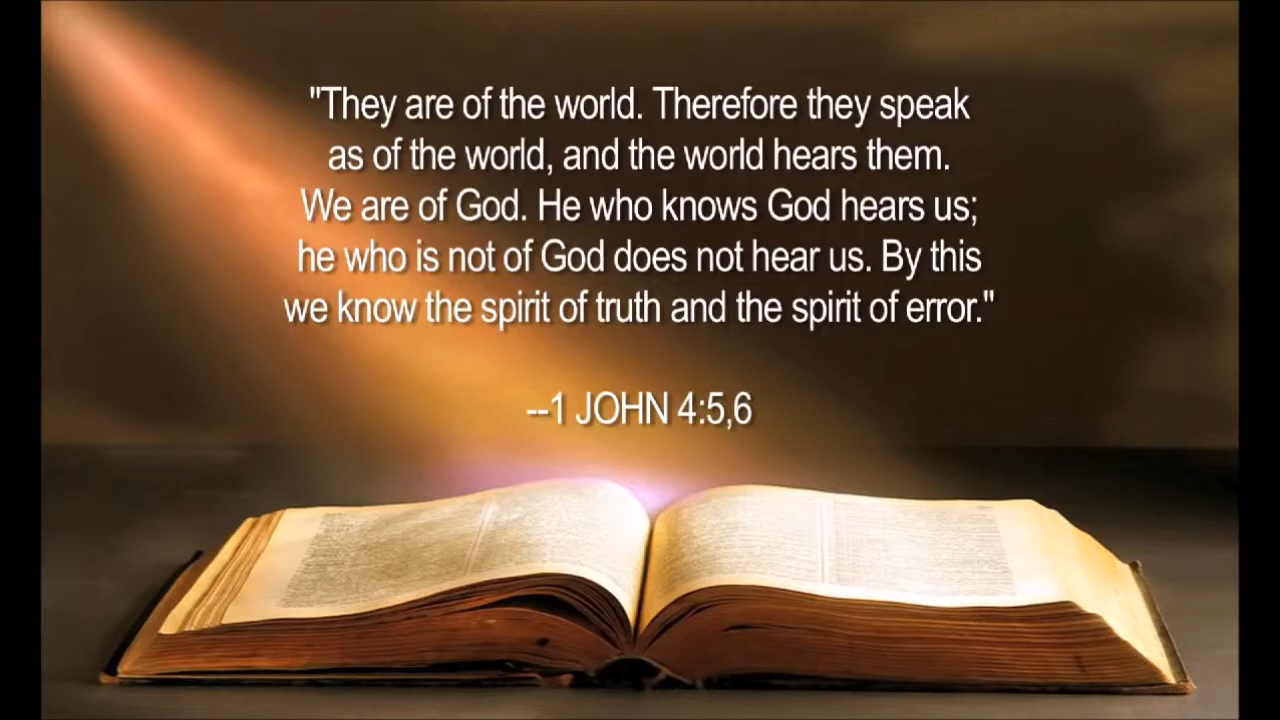 "They are of the world. Therefore they speak
as of the world, and the world hears them.
We are of God. He who knows God hears us;
he who is not of God does not hear us. By this
we know the spirit of truth and the spirit of error."
--1 JOHN 4:5,6